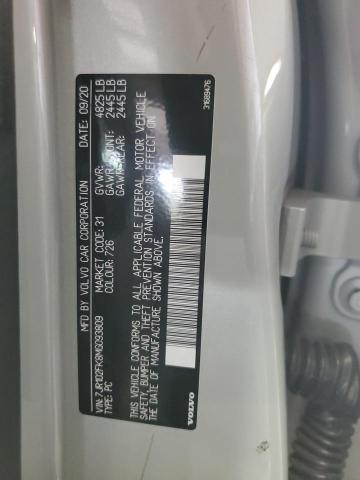 MFD BY: VOLVO CAR CORPORATION DATE: 09/20
VIN: 7JR102FK8MG093809
MARKET CODE: 31 GVWR: 4825 LB
TYPE: PC COLOUR: 726 GAWR FRONT: 2445 LB
GAWR REAR: 2445 LB
THIS VEHICLE CONFORMS TO ALL APPLICABLE FEDERAL MOTOR VEHICLE
SAFETY, BUMPER AND THEFT PREVENTION STANDARDS IN EFFECT ON
THE DATE OF MANUFACTURE SHOWN ABOVE.
VOLVO
31689476